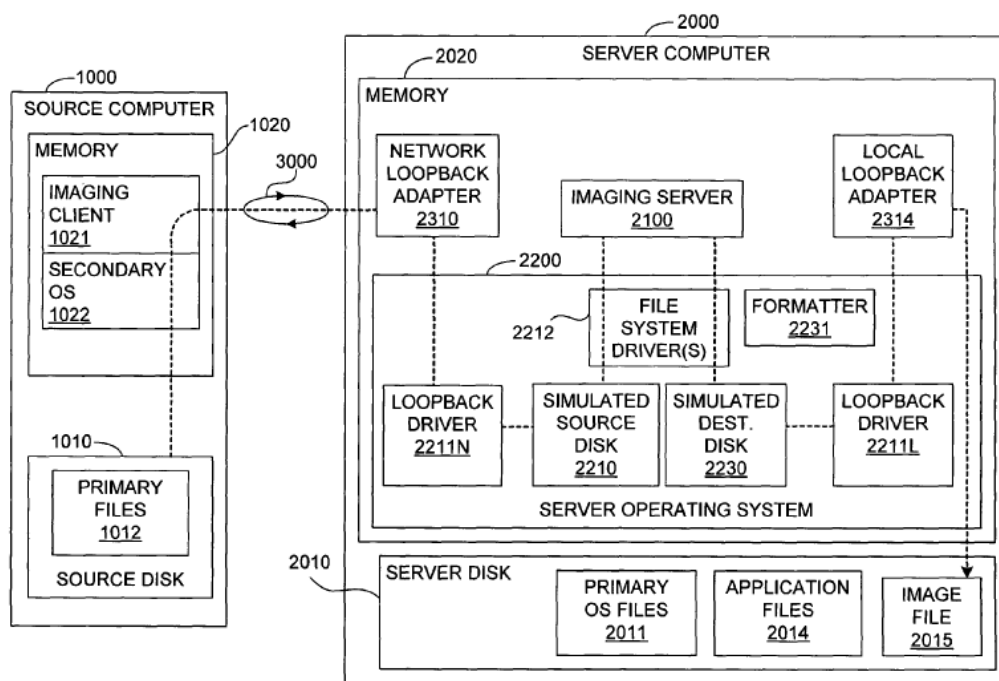 2000
SERVER COMPUTER
2020
MEMORY
1000
SOURCE COMPUTER
1020
MEMORY
IMAGING
CLIENT
1021
SECONDARY
OS
1022
3000
NETWORK
LOOPBACK
ADAPTER
2310
IMAGING SERVER
2100
LOCAL
LOOPBACK
ADAPTER
2314
2200
2212
FILE
SYSTEM
DRIVER(S)
FORMATTER
2231
LOOPBACK
DRIVER
2211N
SIMULATED
SOURCE
DISK
2210
SIMULATED
DEST.
DISK
2230
LOOPBACK
DRIVER
2211L
SERVER OPERATING SYSTEM
1010
PRIMARY
FILES
1012
SOURCE DISK
2010
SERVER DISK
PRIMARY
OS FILES
2011
APPLICATION
FILES
2014
IMAGE
FILE
2015